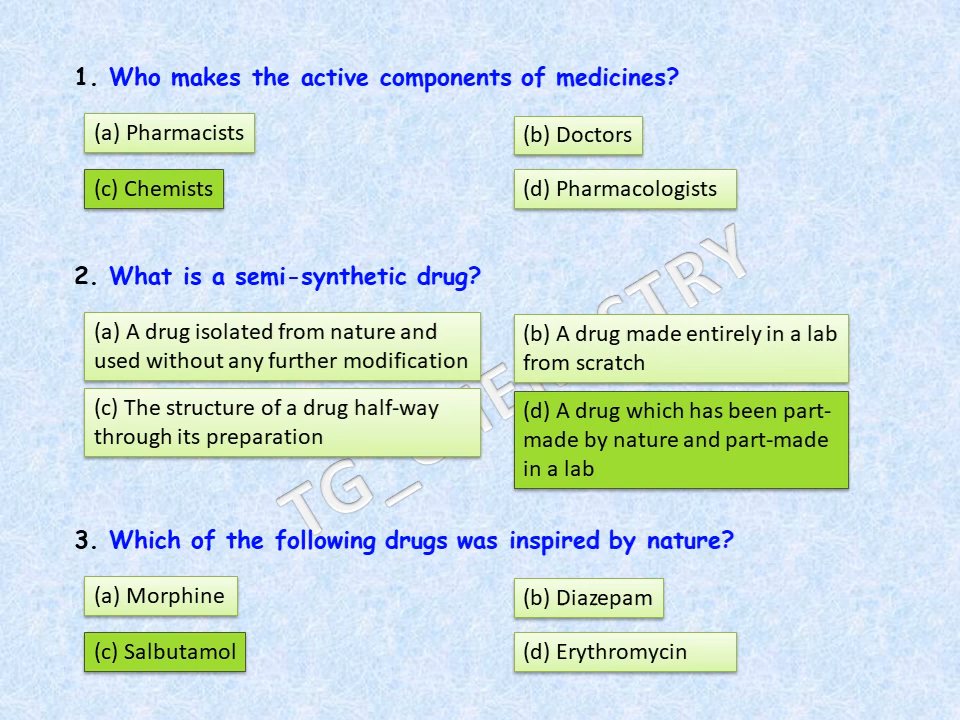 1. Who makes the active components of medicines?
(a) Pharmacists
(b) Doctors
(c) Chemists
(d) Pharmacologists
2. What is a semi-synthetic drug?
(a) A drug isolated from nature and
used without any further modification
(b) A drug made entirely in a lab
from scratch
(c) The structure of a drug half-way
through its preparation
(d) A drug which has been part-
made by nature and part-made
in a lab
3. Which of the following drugs was inspired by nature?
(a) Morphine
(b) Diazepam
(c) Salbutamol
(d) Erythromycin